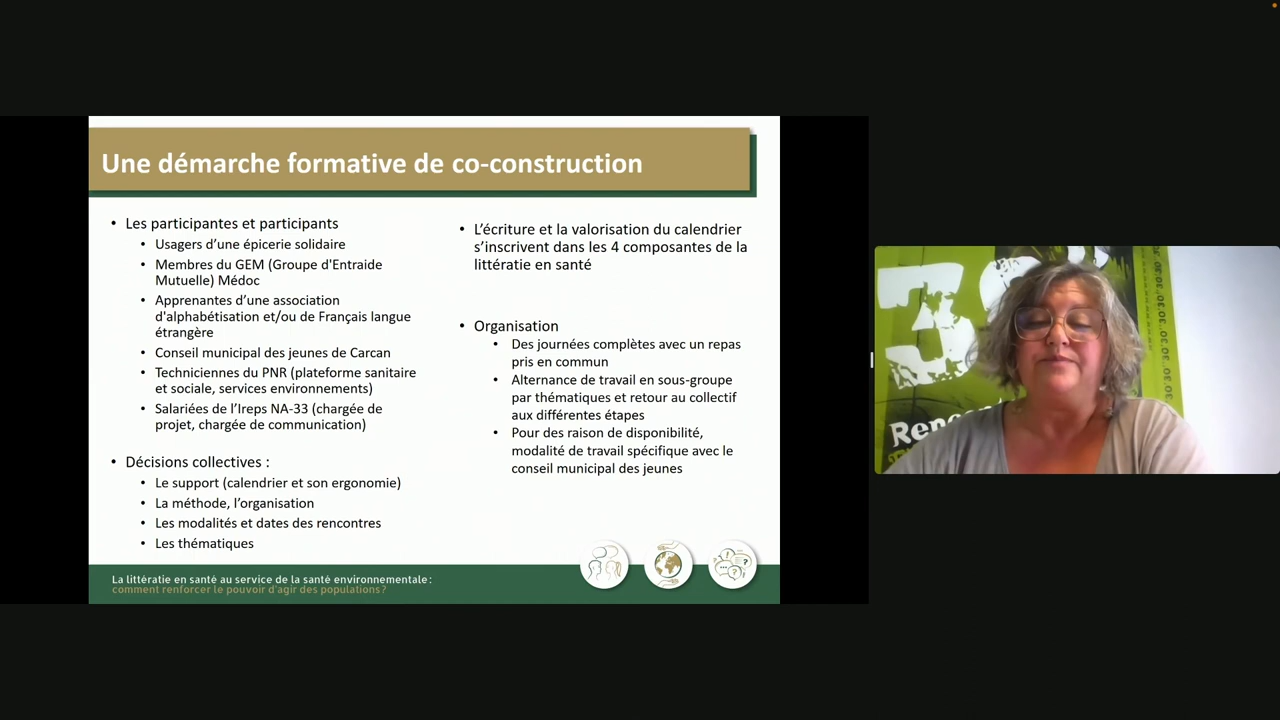 Une démarche formative de co-construction
• Les participantes et participants
• Usagers d'une épicerie solidaire
• Membres du GEM (Groupe d'Entraide
Mutuelle) Médoc
• Apprenantes d'une association
d'alphabétisation et/ou de Français langue
étrangère
• Conseil municipal des jeunes de Carcan
• Techniciennes du PNR (plateforme sanitaire
et sociale, services environnements)
• Salariées de l'Ireps NA-33 (chargée de
projet, chargée de communication)
• Décisions collectives :
• Le support (calendrier et son ergonomie)
• La méthode, l'organisation
• Les modalités et dates des rencontres
• Les thématiques
• L'écriture et la valorisation du calendrier
s'inscrivent dans les 4 composantes de la
littératie en santé
• Organisation
• Des journées complètes avec un repas
pris en commun
• Alternance de travail en sous-groupe
par thématiques et retour au collectif
aux différentes étapes
• Pour des raison de disponibilité,
modalité de travail spécifique avec le
conseil municipal des jeunes
La littératie en santé au service de la santé environnementale :
comment renforcer le pouvoir d'agir des populations ?